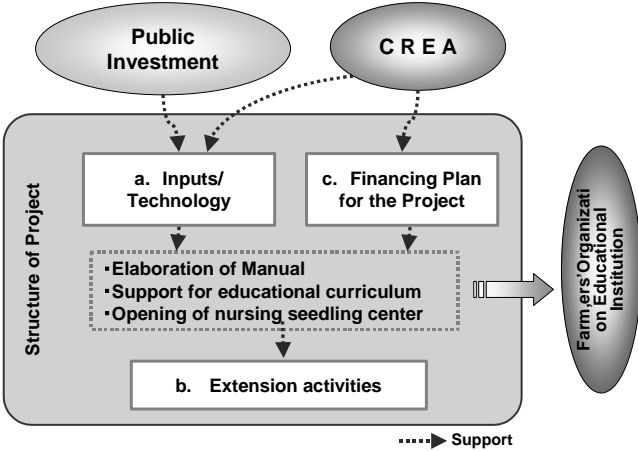 Public
Investment
C R E A
Structure of Project
a. Inputs/
Technology
c. Financing Plan
for the Project
・Elaboration of Manual
・Support for educational curriculum
・Opening of nursing seedling center
b. Extension activities
Farm,ers'Organizati
on Educational
Institution
Support